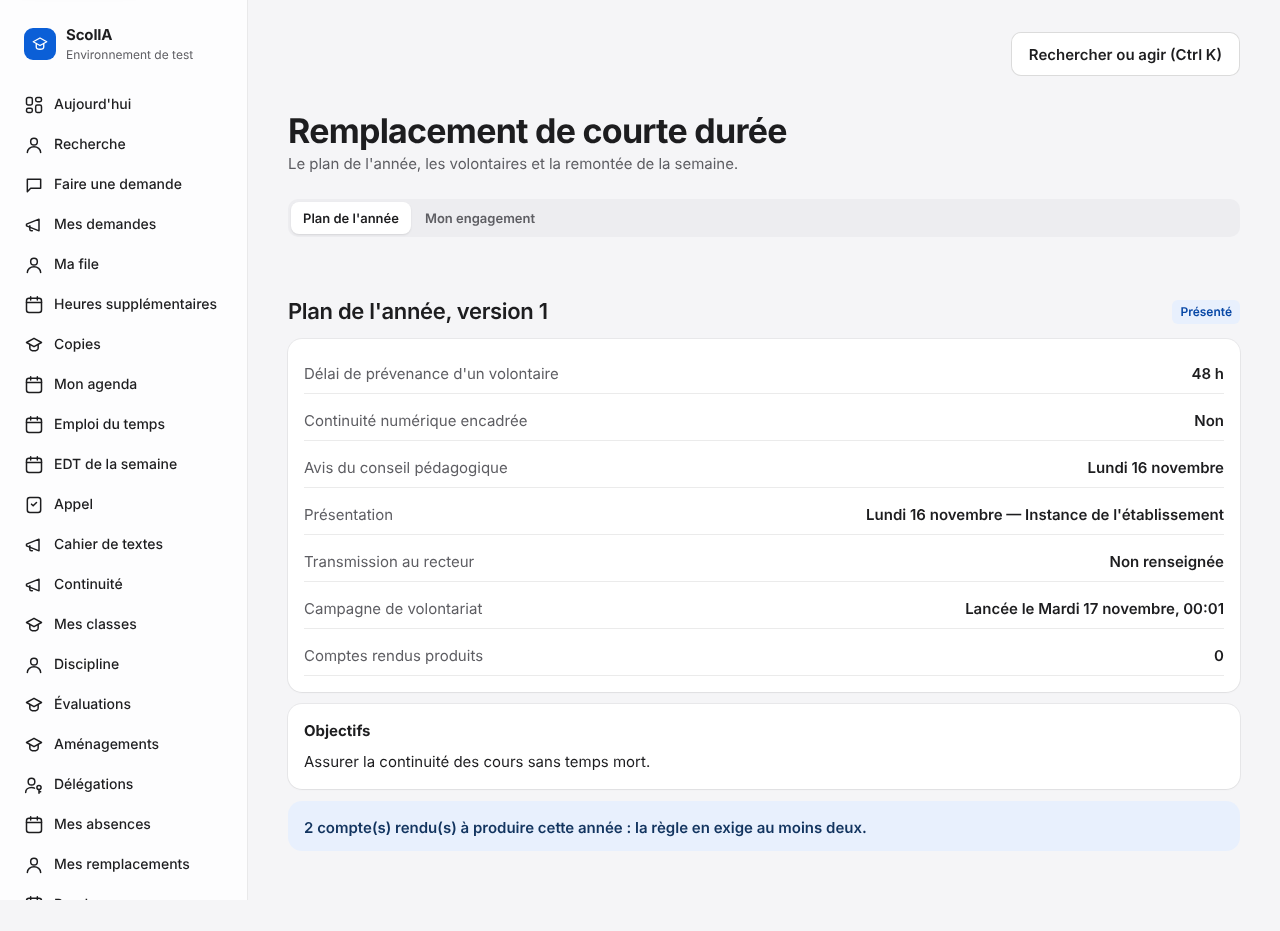 ScolIA
Environnement de test
Aujourd'hui
Recherche
Faire une demande
Mes demandes
Ma file
Heures supplémentaires
Copies
Mon agenda
Emploi du temps
EDT de la semaine
Appel
Cahier de textes
Continuité
Mes classes
Discipline
Évaluations
Aménagements
Délégations
Mes absences
Mes remplacements
Rechercher ou agir (Ctrl K)
Remplacement de courte durée
Le plan de l'année, les volontaires et la remontée de la semaine.
Plan de l'année Mon engagement
Plan de l'année, version 1 Présenté
Délai de prévenance d'un volontaire 48 h
Continuité numérique encadrée Non
Avis du conseil pédagogique Lundi 16 novembre
Présentation Lundi 16 novembre — Instance de l'établissement
Transmission au recteur Non renseignée
Campagne de volontariat Lancée le Mardi 17 novembre, 00:01
Comptes rendus produits 0
Objectifs
Assurer la continuité des cours sans temps mort.
2 compte(s) rendu(s) à produire cette année : la règle en exige au moins deux.